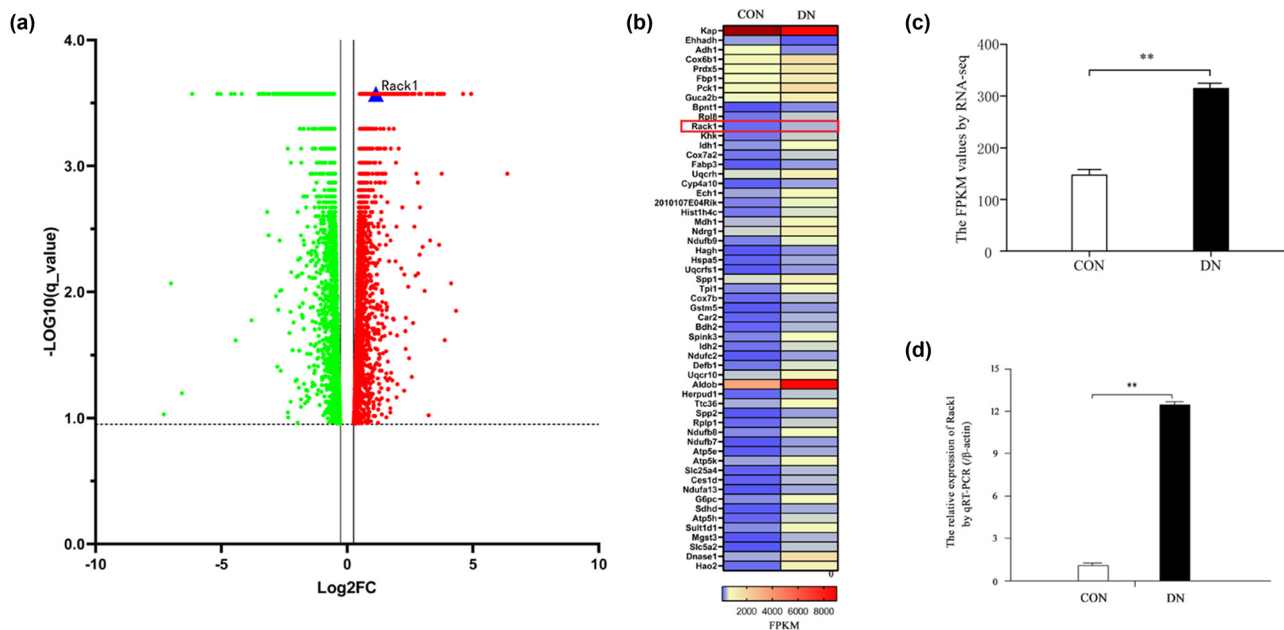 (a)
4.0
3.0
2.0
1.0
0.0
-LOG10(q_value)
Rack1
-10
-5
0
5
10
Log2FC
(b)
CON
DN
Kap
Ehhadh
Adh1
Cox6b1
Prdx5
Fbp1
Pck1
Guca2b
Bpnt1
Rpl8
Rack1
Khk
Idh1
Cox7a2
Fabp3
Uqcrh
Cyp4a10
Ech1
2010107E04Rik
Hist1h4c
Mdh1
Ndrg1
Ndufb9
Hagh
Hspa5
Uqcrfs1
Spp1
Tpi1
Cox7b
Gstm5
Car2
Bdh2
Spink3
Idh2
Ndufc2
Defb1
Uqcr10
Aldob
Herpud1
Ttc36
Spp2
Rplp1
Ndufb8
Ndufb7
Atp5e
Atp5k
Slc25a4
Ces1d
Ndufa13
G6pc
Sdhd
Atp5h
Sult1d1
Mgst3
Slc5a2
Dnase1
Hao2
0
2000
4000
6000
8000
FPKM
(c)
The FPKM values by RNA-seq
400
300
200
100
0
**
CON
DN
(d)
The relative expression of Rack1
by qRT-PCR (/β-actin)
15
12
9
6
3
0
**
CON
DN